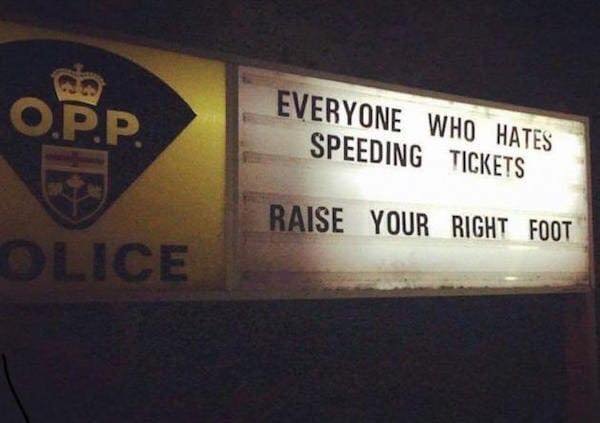 O.P.P.
OLICE
EVERYONE WHO HATES
SPEEDING TICKETS
RAISE YOUR RIGHT FOOT